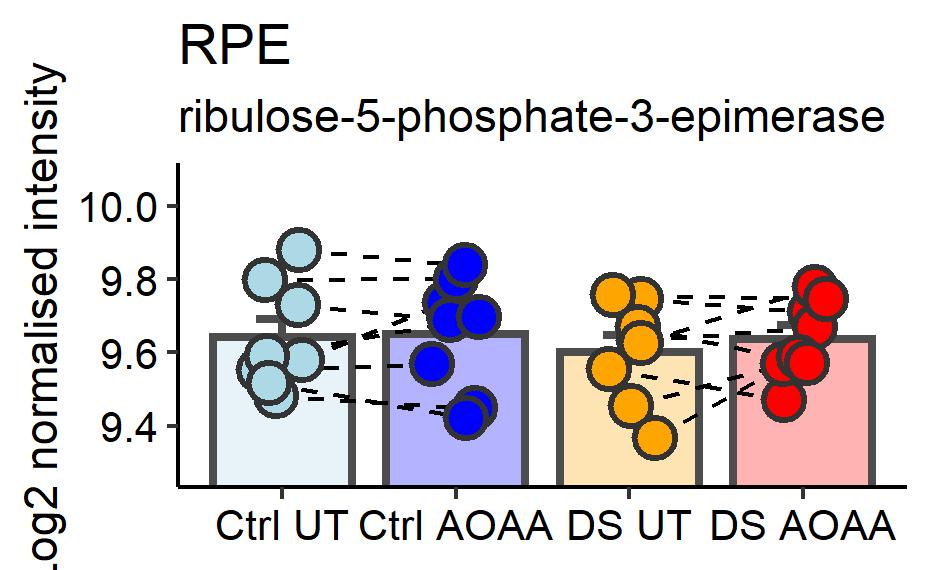 RPE
ribulose-5-phosphate-3-epimerase
og2 normalised intensity
10.0
9.8
9.6
9.4
Ctrl UT Ctrl AOAA DS UT DS AOAA